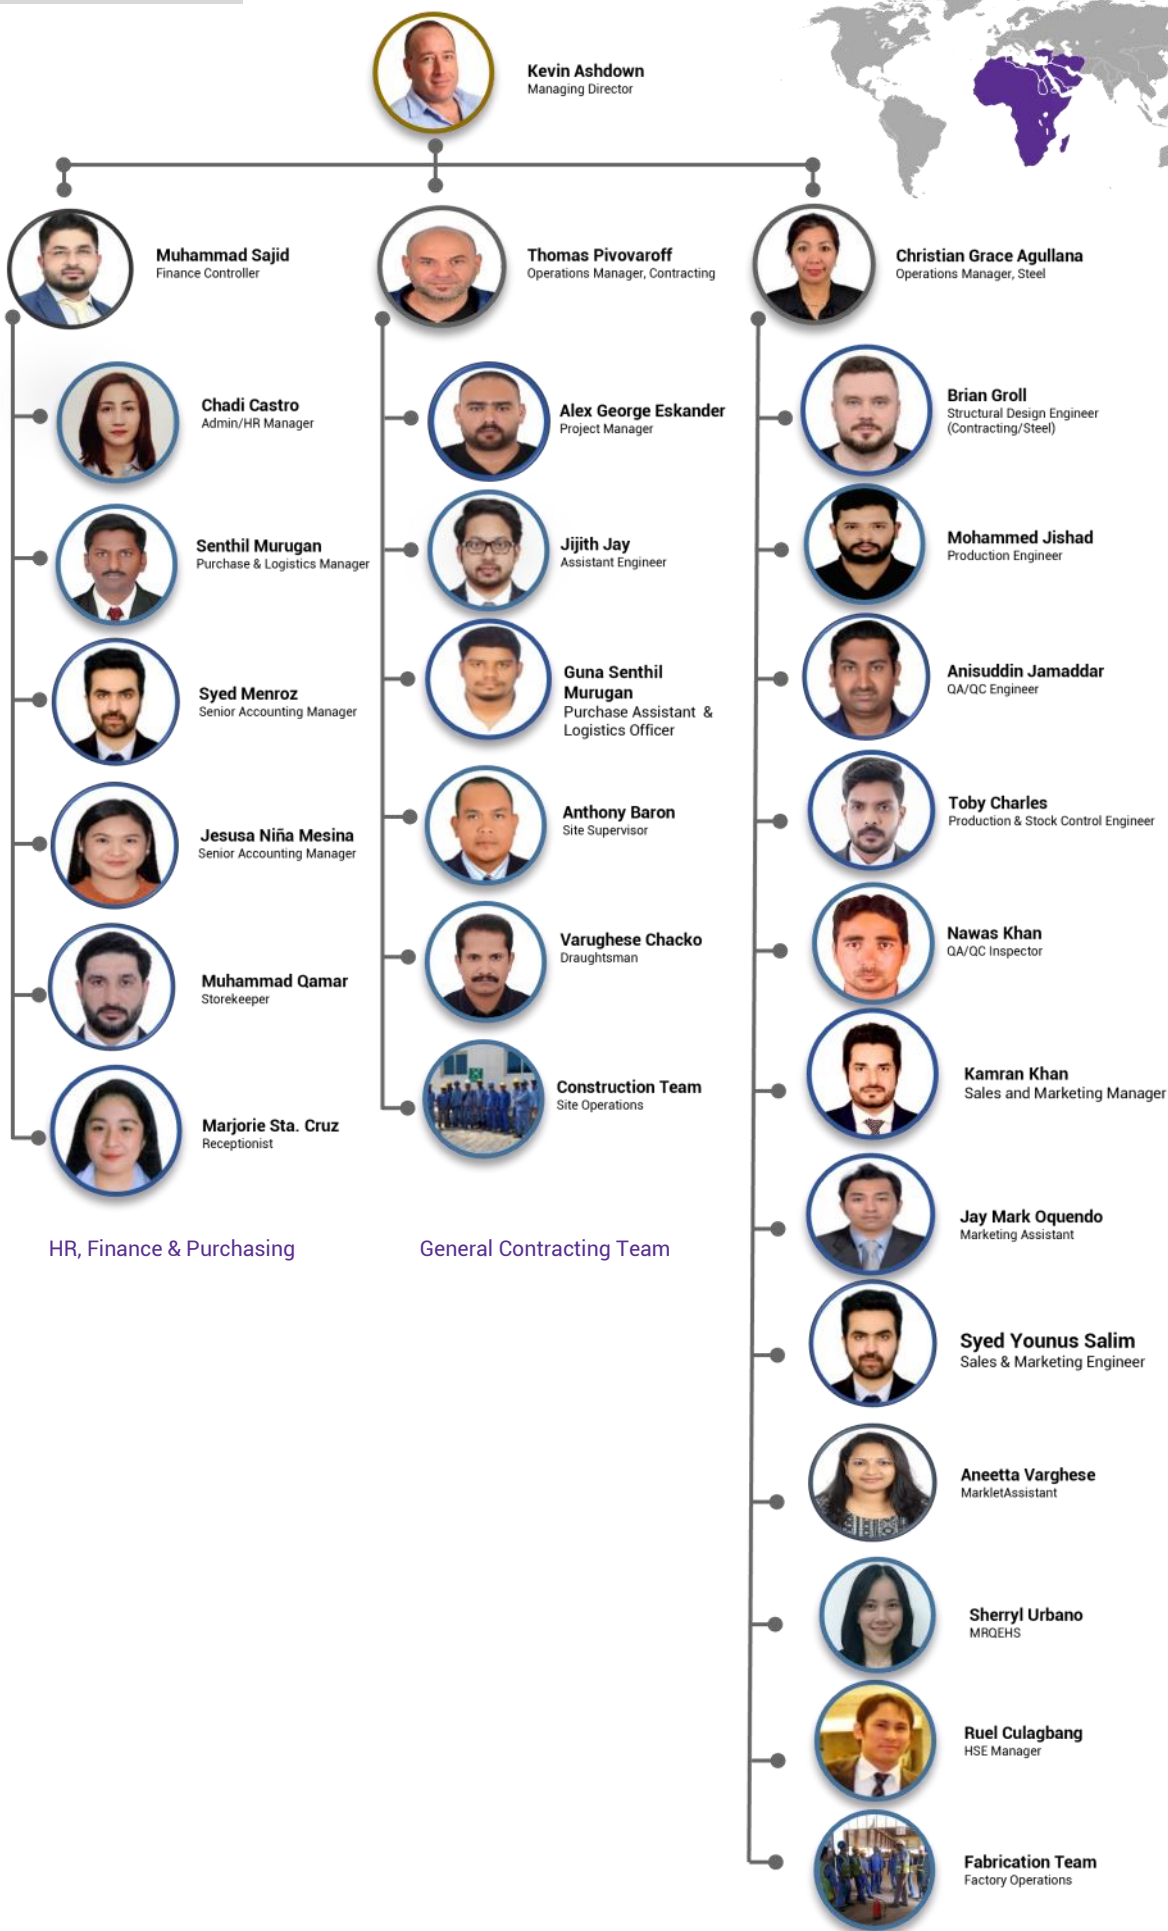 Kevin Ashdown
Managing Director
Muhammad Sajid
Finance Controller
Thomas Pivovaroff
Operations Manager, Contracting
Christian Grace Agullana
Operations Manager, Steel
Chadi Castro
Admin/HR Manager
Senthil Murugan
Purchase & Logistics Manager
Syed Menroz
Senior Accounting Manager
Jesusa Niña Mesina
Senior Accounting Manager
Muhammad Qamar
Storekeeper
Marjorie Sta. Cruz
Receptionist
HR, Finance & Purchasing
Alex George Eskander
Project Manager
Jijith Jay
Assistant Engineer
Guna Senthil
Murugan
Purchase Assistant &
Logistics Officer
Anthony Baron
Site Supervisor
Varughese Chacko
Draughtsman
Construction Team
Site Operations
General Contracting Team
Brian Groll
Structural Design Engineer
(Contracting/Steel)
Mohammed Jishad
Production Engineer
Anisuddin Jamaddar
QA/QC Engineer
Toby Charles
Production & Stock Control Engineer
Nawas Khan
QA/QC Inspector
Kamran Khan
Sales and Marketing Manager
Jay Mark Oquendo
Marketing Assistant
Syed Younus Salim
Sales & Marketing Engineer
Aneetta Varghese
MarkletAssistant
Sherryl Urbano
MRQEHS
Ruel Culagbang
HSE Manager
Fabrication Team
Factory Operations